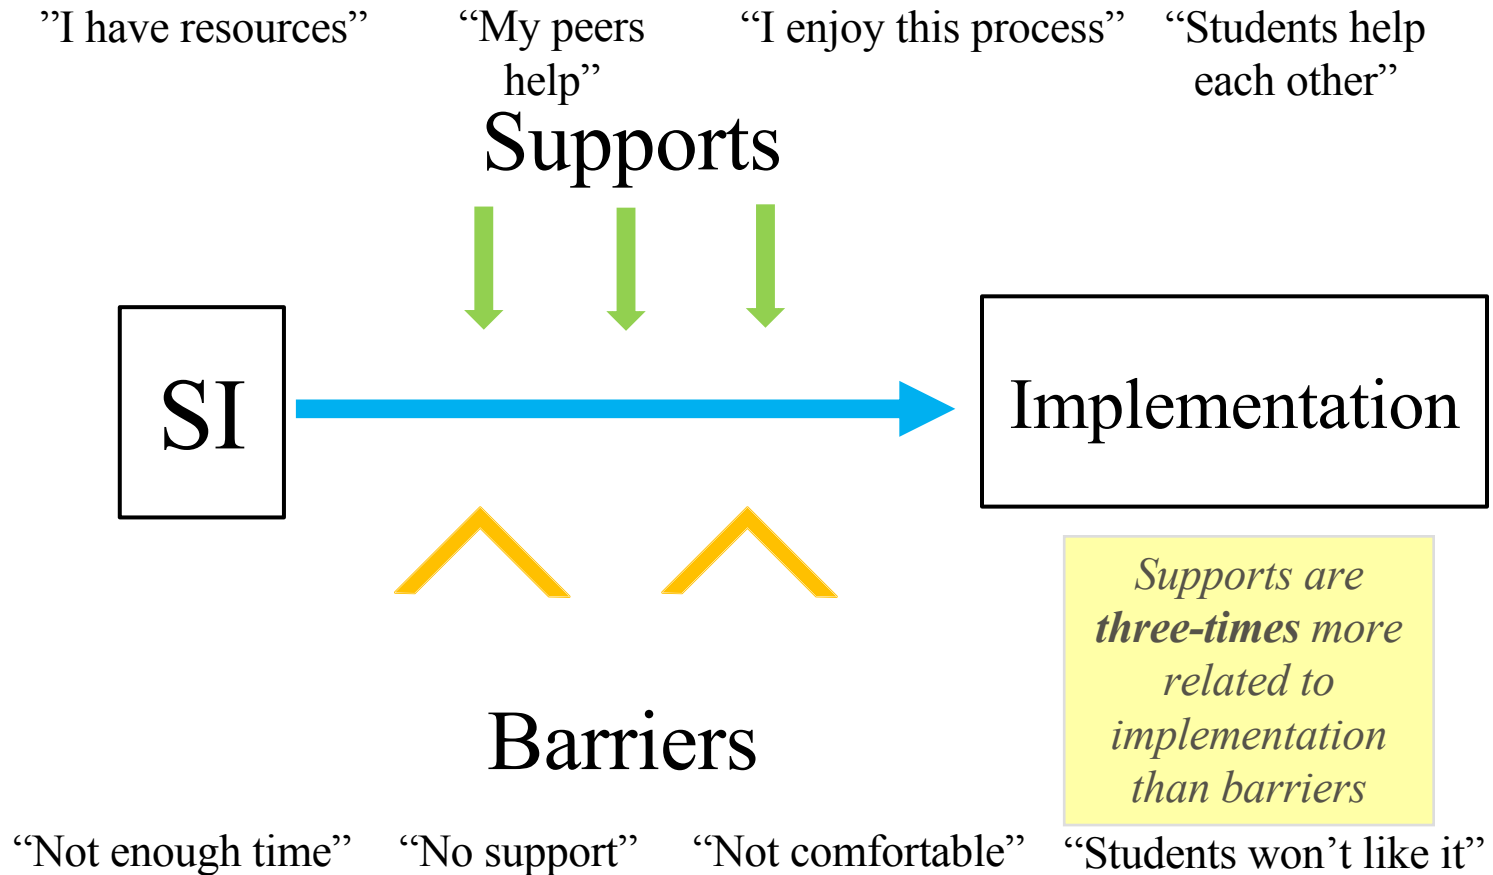 ”I have resources”
“My peers
help”
“I enjoy this process”
“Students help
each other”
Supports
SI
Implementation
Supports are
three-times more
related to
implementation
than barriers
Barriers
“Not enough time”
“No support”
“Not comfortable”
“Students won’t like it”